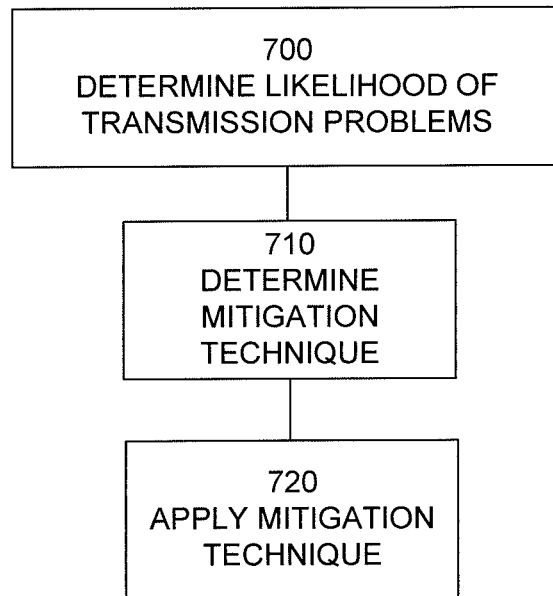 700
DETERMINE LIKELIHOOD OF
TRANSMISSION PROBLEMS
710
DETERMINE
MITIGATION
TECHNIQUE
720
APPLY MITIGATION
TECHNIQUE